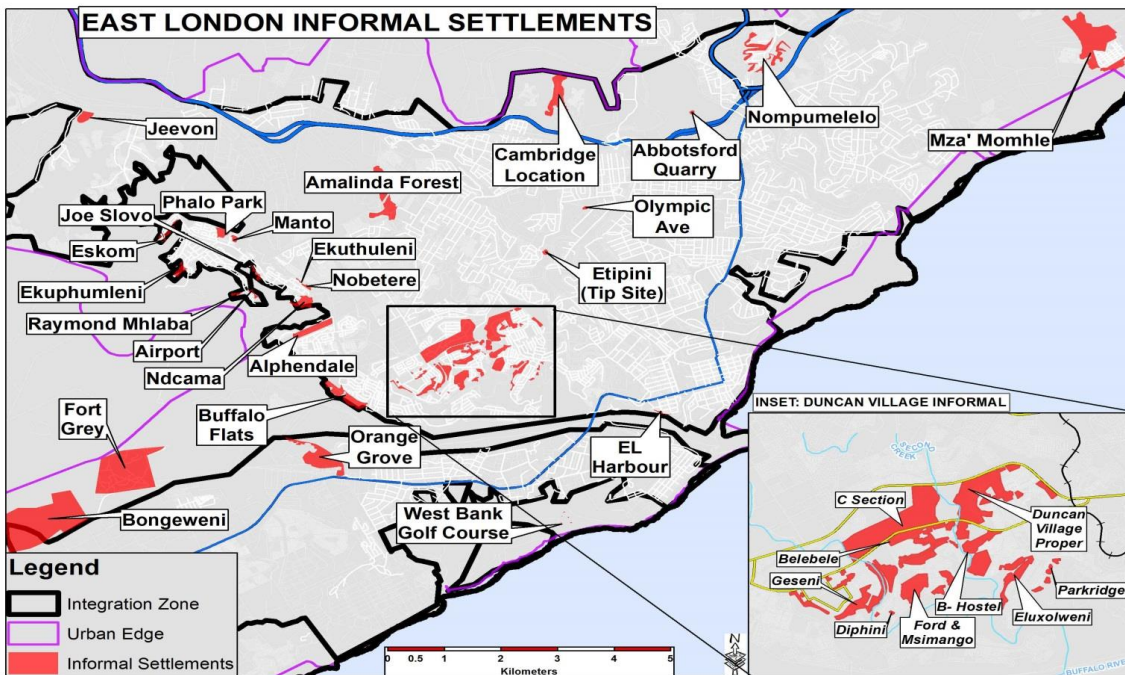 EAST LONDON INFORMAL SETTLEMENTS
Jeevon
Cambridge
Location
Abbotsford
Quarry
Nompumelelo
Mza' Momhle
Amalinda Forest
Phalo Park
Joe Slovo
Manto
Olympic
Ave
Eskom
Ekuthuleni
Nobetere
Etipini
(Tip Site)
Ekuphumleni
Raymond Mhlaba
Airport
Ndcama
Alphendale
Buffalo
Flats
Fort
Grey
Orange
Grove
EL
Harbour
Bongeweni
West Bank
Golf Course
Legend
Integration Zone
Urban Edge
Informal Settlements
0 0.5 1 2 3 4 5
Kilometers
N
INSET: DUNCAN VILLAGE INFORMAL
SECOND
CREEK
C Section
Duncan
Village
Proper
Belebele
Geseni
Parkridge
B- Hostel
Eluxolweni
Diphini
Ford &
Msimango
BUFFALO RIVER